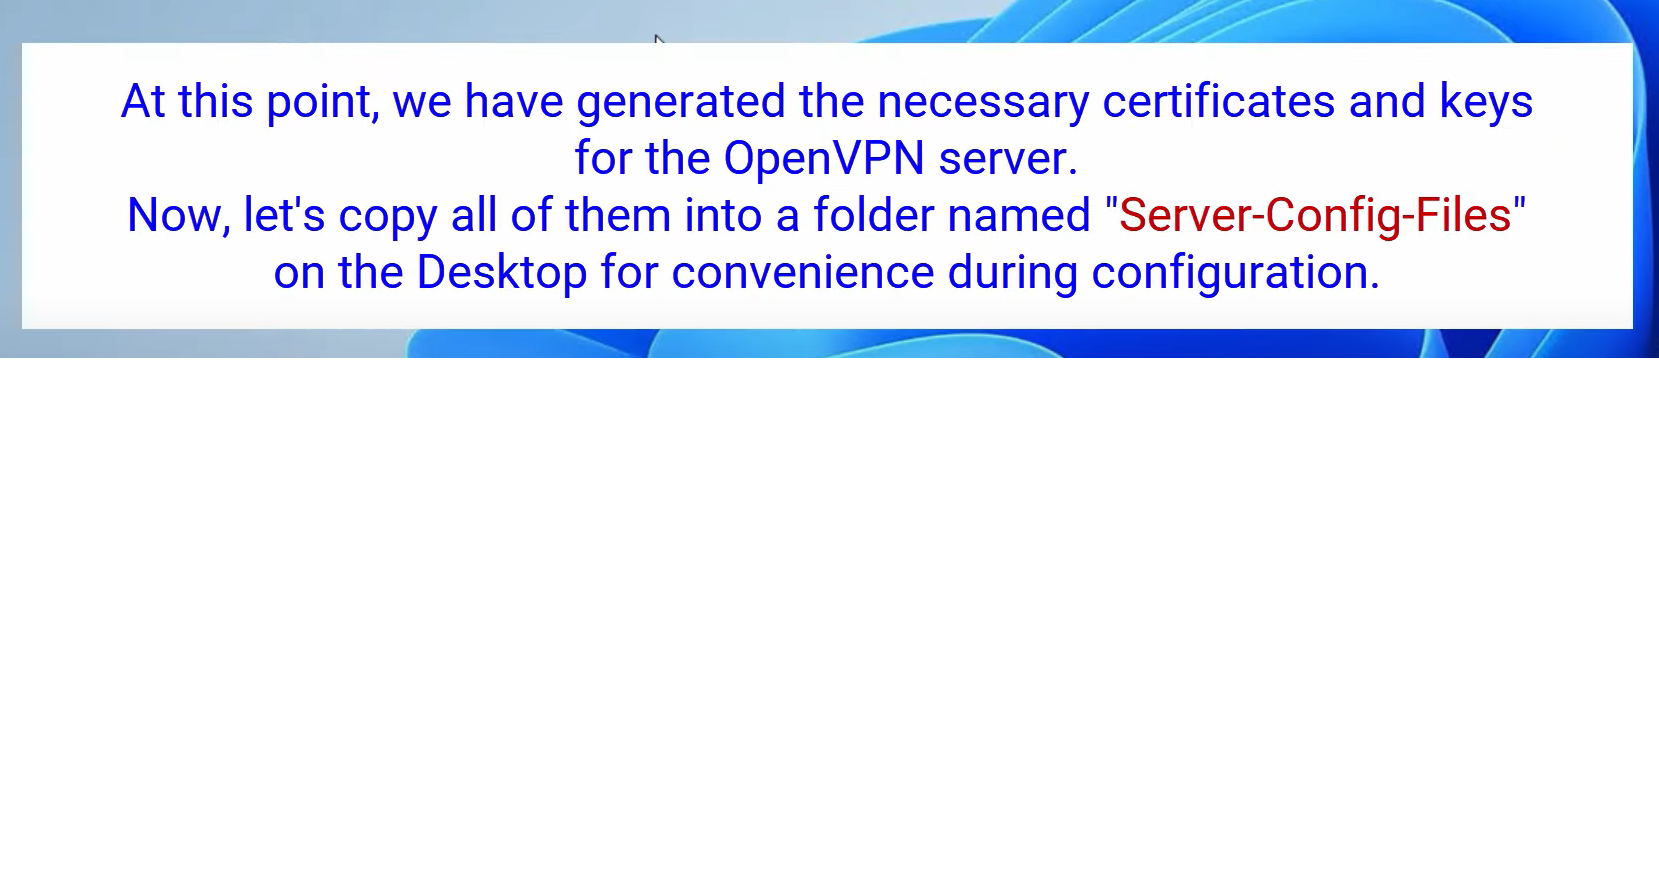 At this point, we have generated the necessary certificates and keys
for the OpenVPN server.
Now, let's copy all of them into a folder named "Server-Config-Files"
on the Desktop for convenience during configuration.